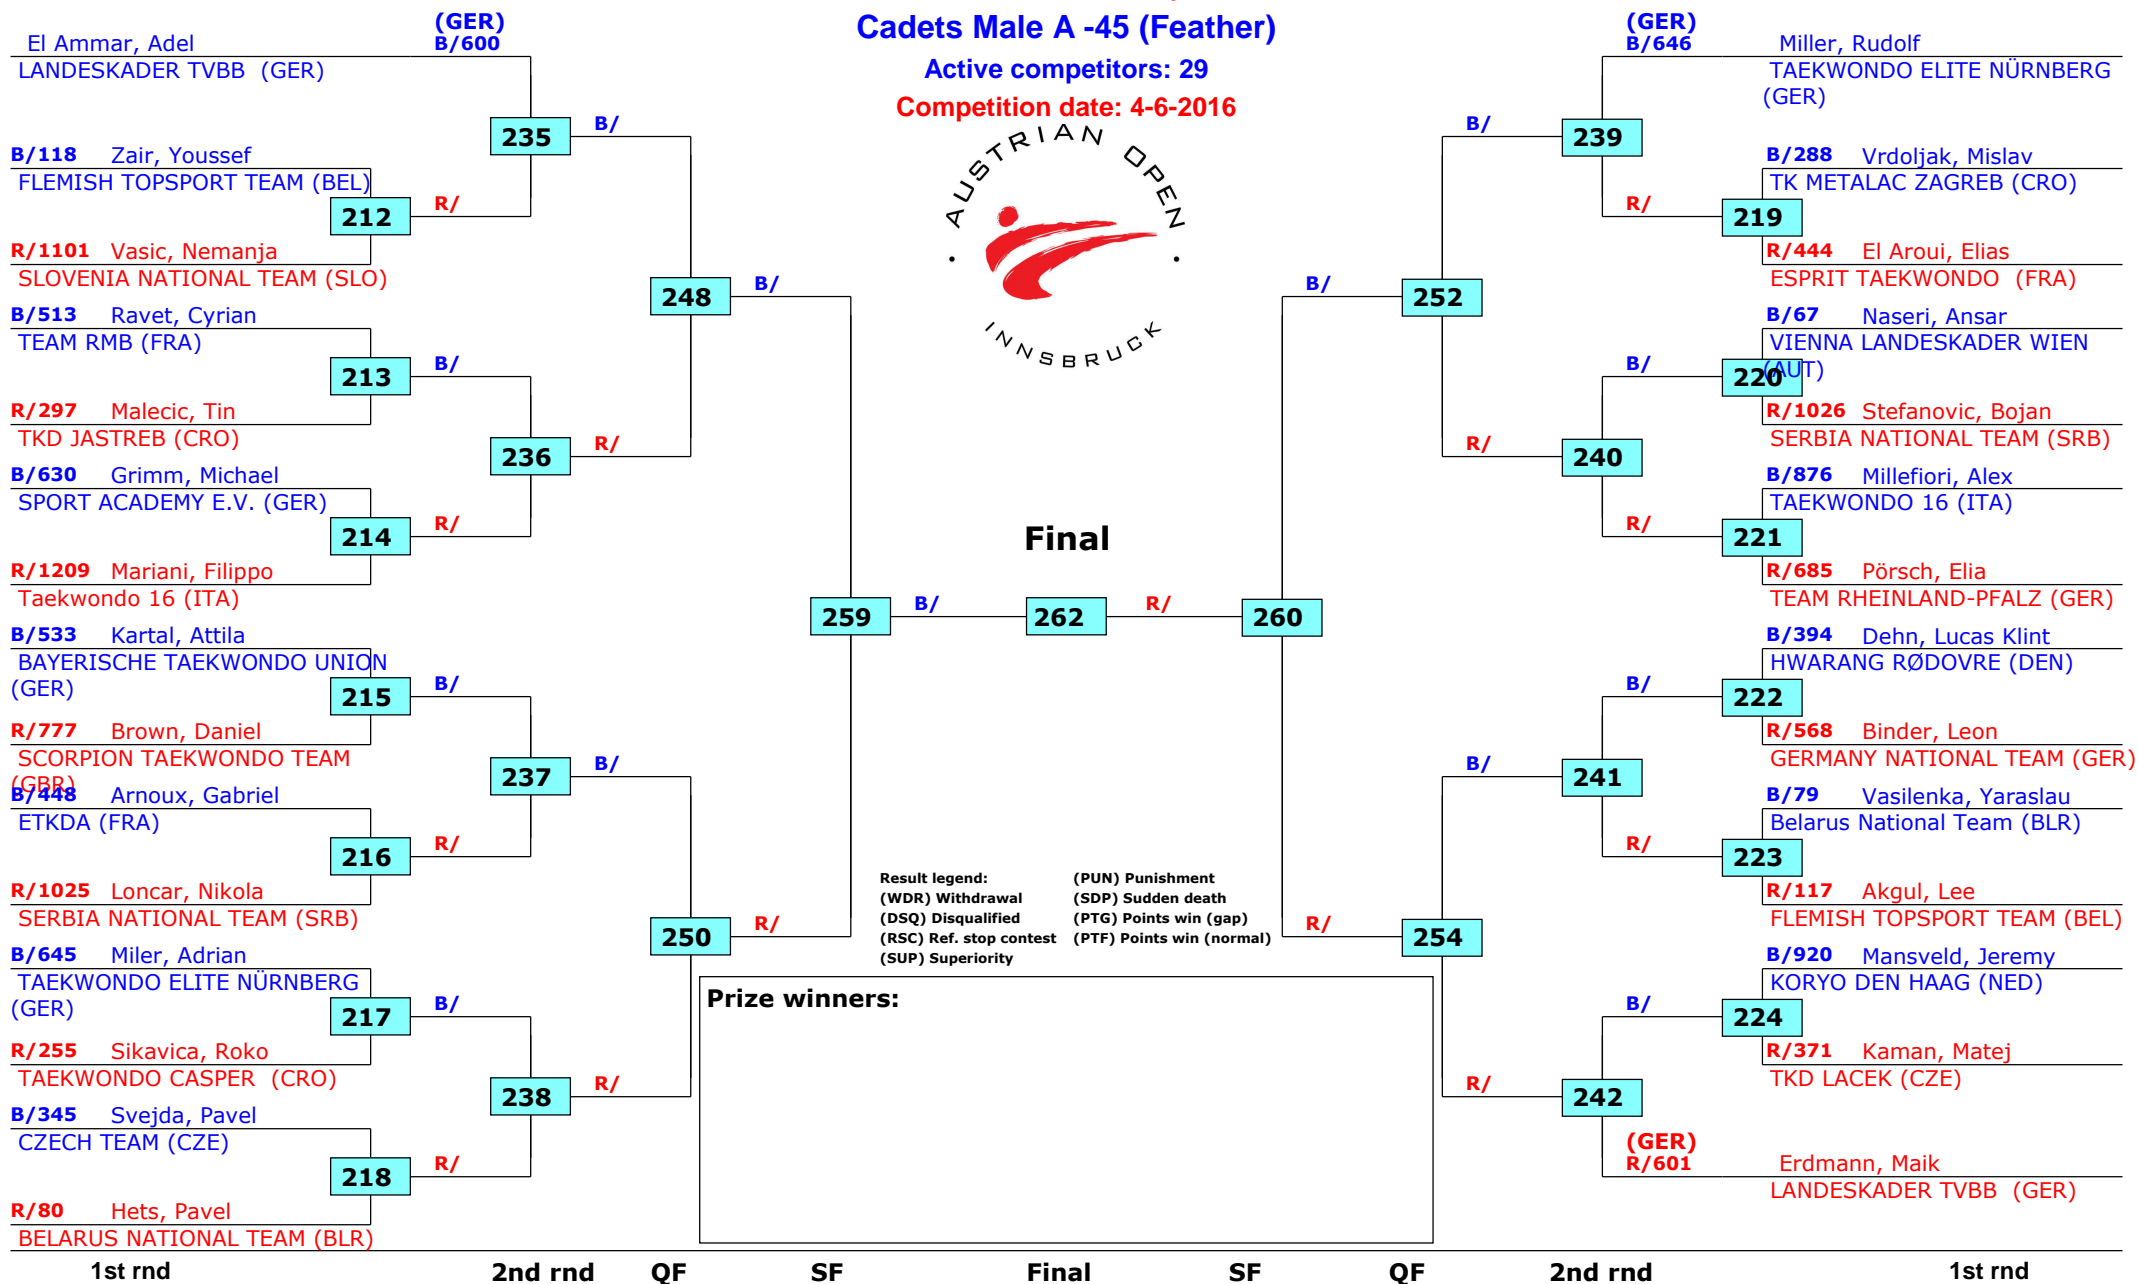 Cadets Male A -45 (Feather)
Active competitors: 29
Competition date: 4-6-2016
AUSTRIAN OPEN
INNSBRUCK
(GER)
El Ammar, Adel B/600
LANDESKADER TVBB (GER)
235
B/
B/118 Zair, Youssef
FLEMISH TOPSPORT TEAM (BEL)
212
R/
R/1101 Vasic, Nemanja
SLOVENIA NATIONAL TEAM (SLO)
248
B/
B/513 Ravet, Cyrian
TEAM RMB (FRA)
213
B/
R/297 Malecic, Tin
TKD JASTREB (CRO)
236
R/
B/630 Grimm, Michael
SPORT ACADEMY E.V. (GER)
214
R/
R/1209 Mariani, Filippo
Taekwondo 16 (ITA)
259
B/
B/533 Kartal, Attila
BAYERISCHE TAEKWONDO UNION
(GER)
215
B/
R/777 Brown, Daniel
SCORPION TAEKWONDO TEAM
(GBR)
237
B/
B/448 Arnoux, Gabriel
ETKDA (FRA)
216
R/
R/1025 Loncar, Nikola
SERBIA NATIONAL TEAM (SRB)
250
R/
B/645 Miler, Adrian
TAEKWONDO ELITE NÜRNBERG
(GER)
217
B/
R/255 Sikavica, Roko
TAEKWONDO CASPER (CRO)
238
R/
B/345 Svejda, Pavel
CZECH TEAM (CZE)
218
R/
R/80 Hets, Pavel
BELARUS NATIONAL TEAM (BLR)
Final
262
R/
260
(GER)
B/646 Miller, Rudolf
TAEKWONDO ELITE NÜRNBERG
(GER)
B/
239
B/288 Vrdoljak, Mislav
TK METALAC ZAGREB (CRO)
R/
219
R/444 El Aroui, Elias
ESPRIT TAEKWONDO (FRA)
B/
252
B/67 Naseri, Ansar
VIENNA LANDESKADER WIEN
(AUT)
B/
220
R/1026 Stefanovic, Bojan
SERBIA NATIONAL TEAM (SRB)
R/
240
B/876 Millefiori, Alex
TAEKWONDO 16 (ITA)
R/
221
R/685 Pörsch, Elia
TEAM RHEINLAND-PFALZ (GER)
B/394 Dehn, Lucas Klint
HWARANG RØDOVRE (DEN)
B/
222
R/568 Binder, Leon
GERMANY NATIONAL TEAM (GER)
B/
241
B/79 Vasilenka, Yaraslau
Belarus National Team (BLR)
R/
223
R/117 Akgul, Lee
FLEMISH TOPSPORT TEAM (BEL)
R/
254
B/920 Mansveld, Jeremy
KORYO DEN HAAG (NED)
B/
224
R/371 Kaman, Matej
TKD LACEK (CZE)
R/
242
(GER)
R/601 Erdmann, Maik
LANDESKADER TVBB (GER)
Result legend: (PUN) Punishment
(WDR) Withdrawal (SDP) Sudden death
(DSQ) Disqualified (PTG) Points win (gap)
(RSC) Ref. stop contest (PTF) Points win (normal)
(SUP) Superiority
Prize winners:
1st rnd 2nd rnd QF SF Final SF QF 2nd rnd 1st rnd